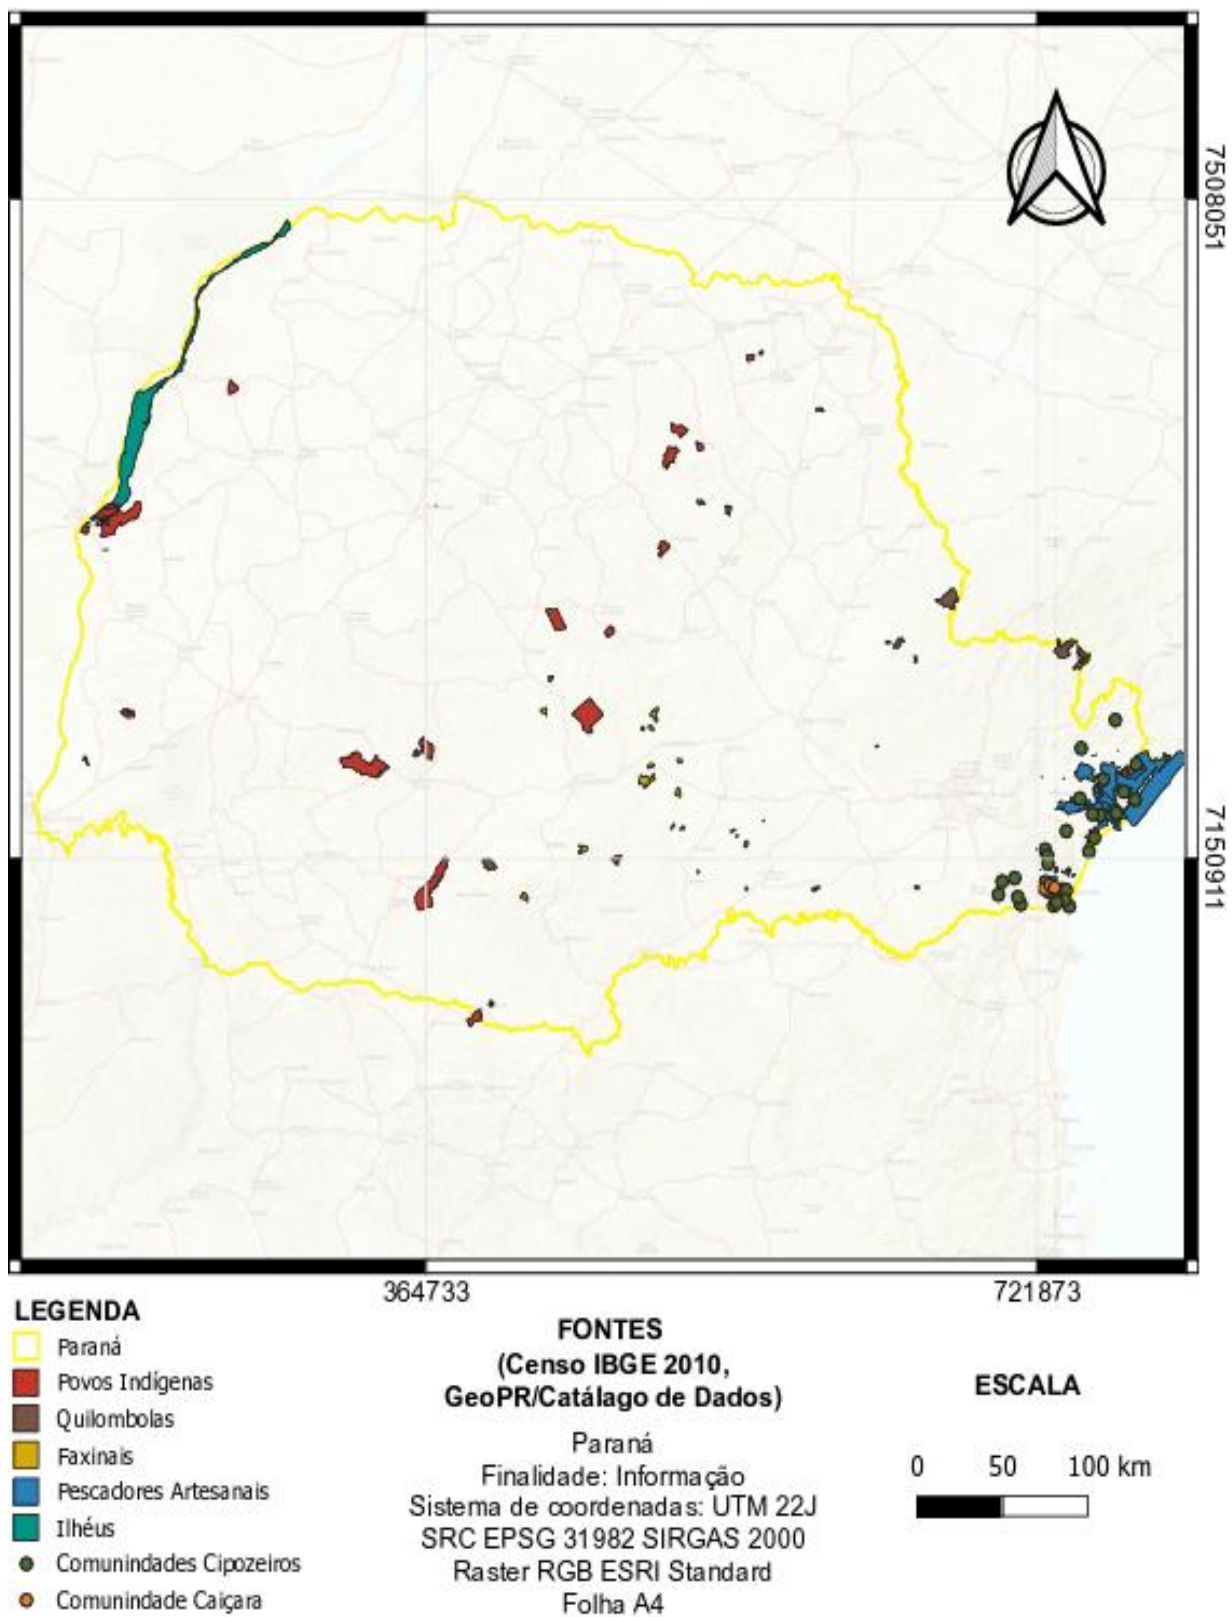 7508051
7150911
364733
721873
LEGENDA
Paraná
Povos Indígenas
Quilombolas
Faxinais
Pescadores Artesanais
Ilhéus
Comunindades Cipozeiros
Comunindade Caiçara
FONTES
(Censo IBGE 2010,
GeoPR/Catálago de Dados)
Paraná
Finalidade: Informação
Sistema de coordenadas: UTM 22J
SRC EPSG 31982 SIRGAS 2000
Raster RGB ESRI Standard
Folha A4
ESCALA
0 50 100 km